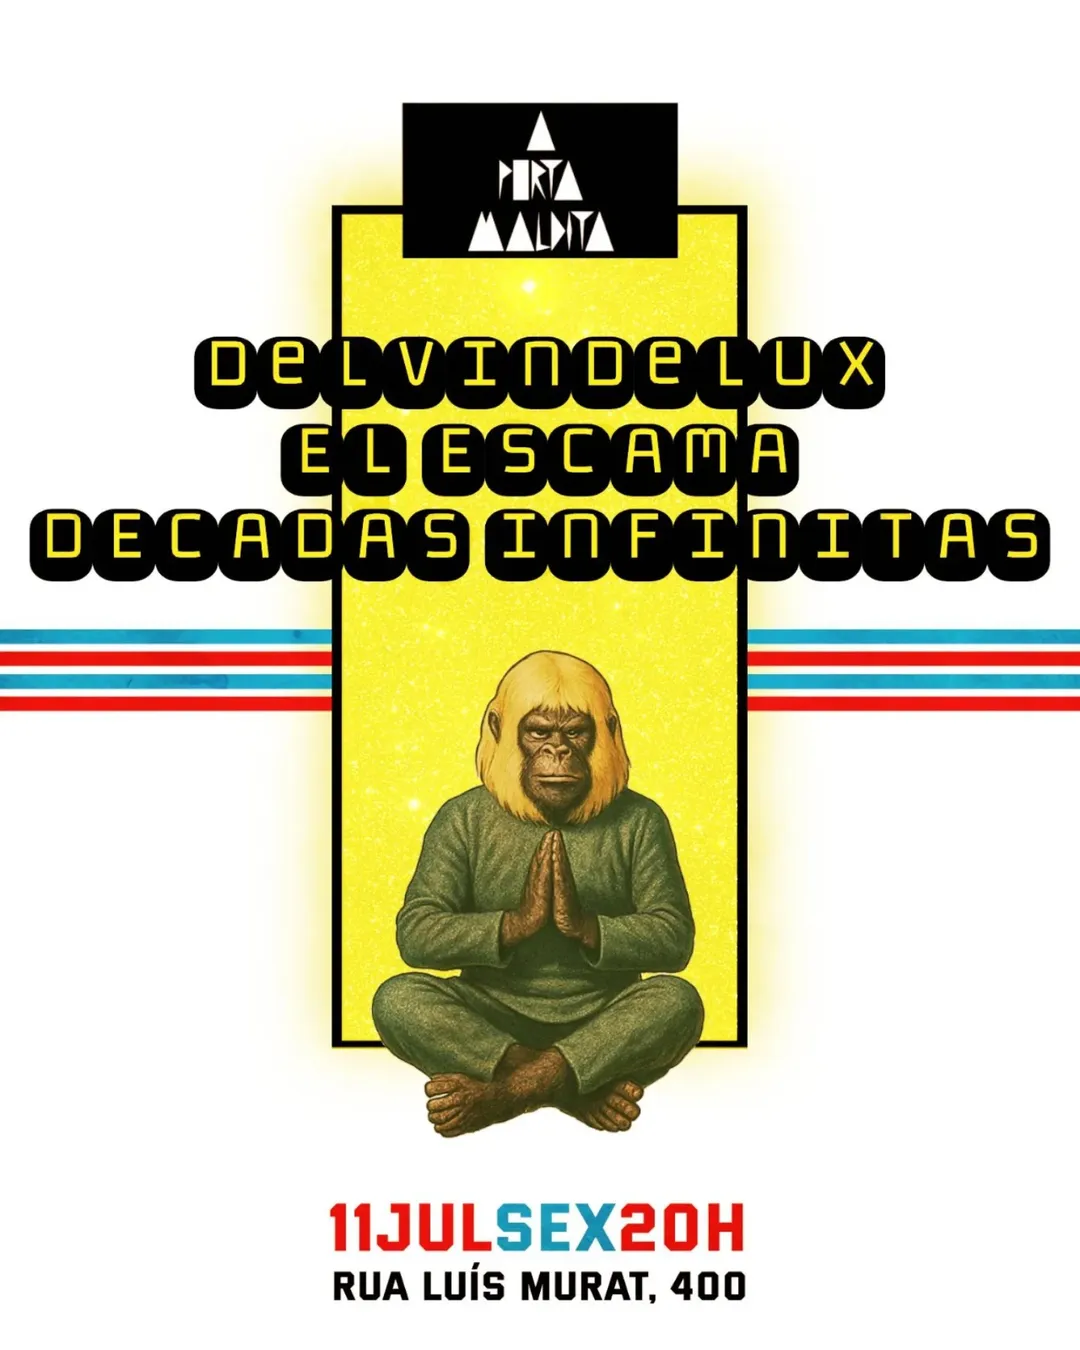 A
PORTA
MALDITA
DeLVINDeLUX
EL ESCAMA
DECADAS INFINITAS
11JULSEX20H
RUA LUÍS MURAT, 400